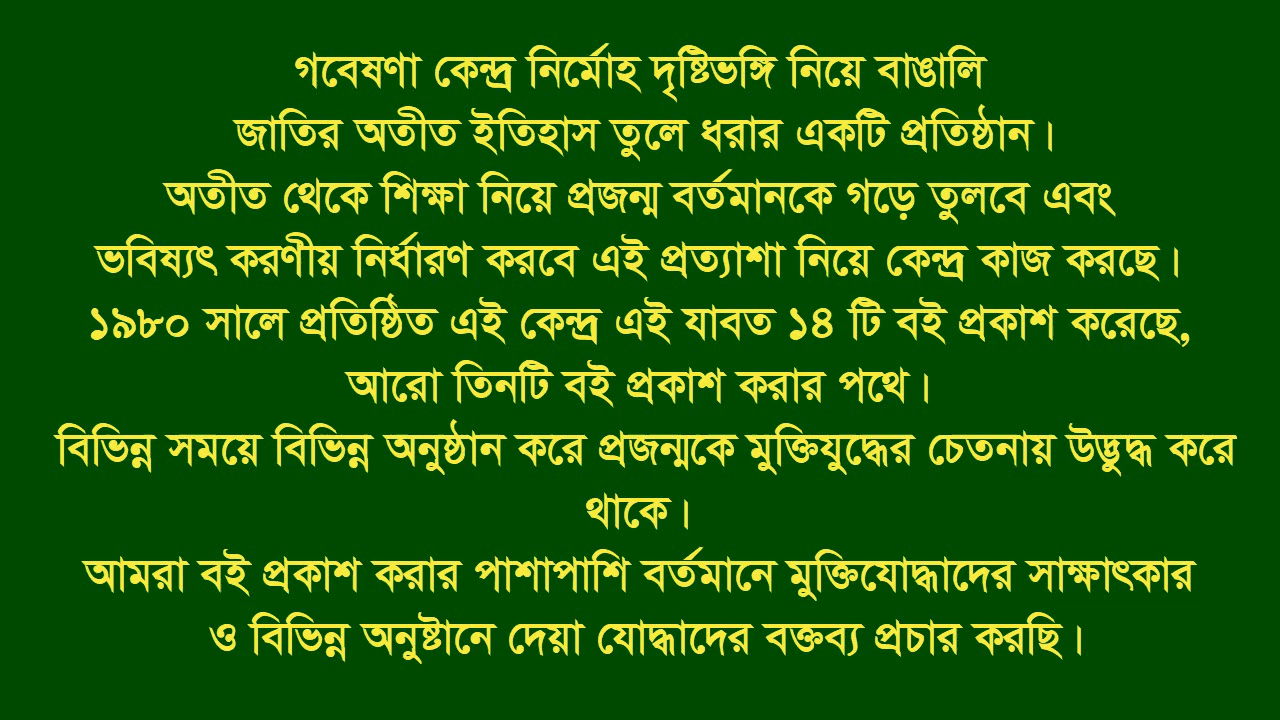 গবেষণা কেন্দ্র নির্মোহ দৃষ্টিভঙ্গি নিয়ে বাঙালি
জাতির অতীত ইতিহাস তুলে ধরার একটি প্রতিষ্ঠান।
অতীত থেকে শিক্ষা নিয়ে প্রজন্ম বর্তমানকে গড়ে তুলবে এবং
ভবিষ্যৎ করণীয় নির্ধারণ করবে এই প্রত্যাশা নিয়ে কেন্দ্র কাজ করছে।
১৯৮০ সালে প্রতিষ্ঠিত এই কেন্দ্র এই যাবত ১৪ টি বই প্রকাশ করেছে,
আরো তিনটি বই প্রকাশ করার পথে।
বিভিন্ন সময়ে বিভিন্ন অনুষ্ঠান করে প্রজন্মকে মুক্তিযুদ্ধের চেতনায় উদ্ভুদ্ধ করে
থাকে।
আমরা বই প্রকাশ করার পাশাপাশি বর্তমানে মুক্তিযোদ্ধাদের সাক্ষাৎকার
ও বিভিন্ন অনুষ্টানে দেয়া যোদ্ধাদের বক্তব্য প্রচার করছি।